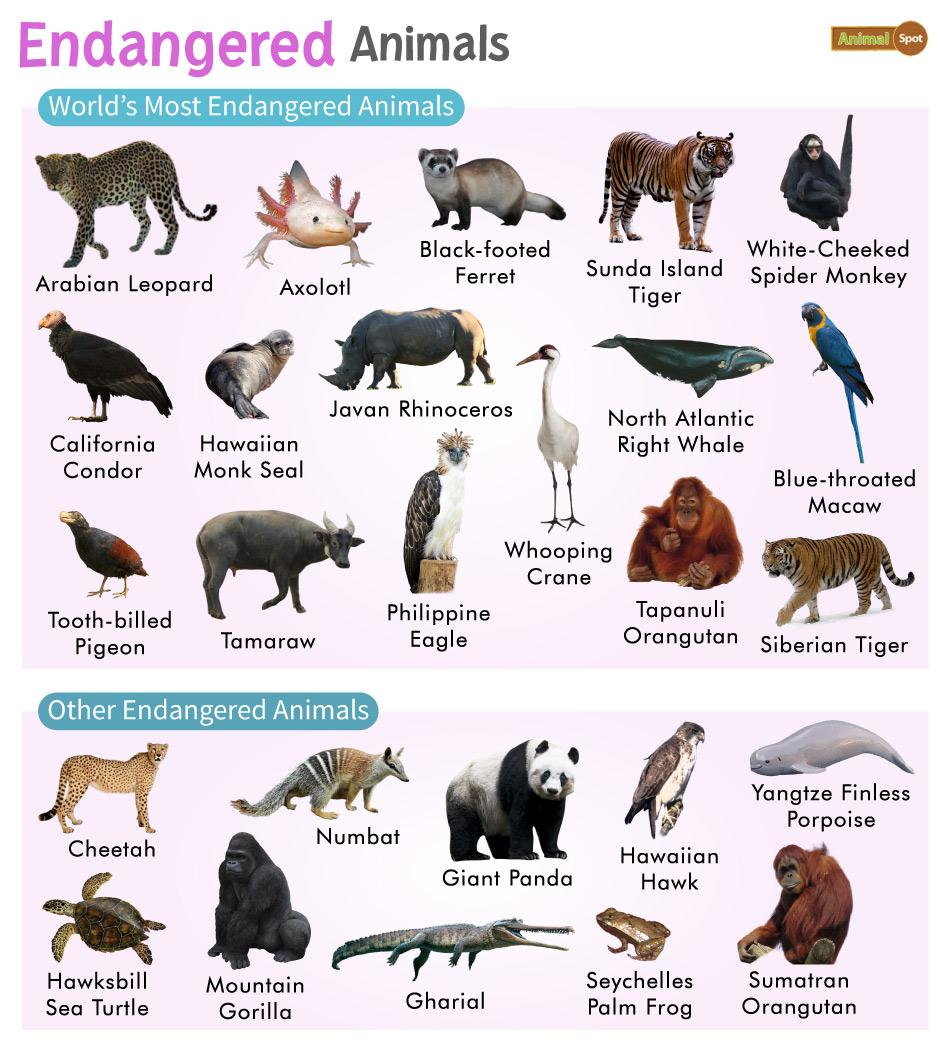 Endangered Animals
Animal Spot
World's Most Endangered Animals
Arabian Leopard
Axolotl
Black-footed
Ferret
Sunda Island
Tiger
White-Cheeked
Spider Monkey
California
Condor
Hawaiian
Monk Seal
Javan Rhinoceros
North Atlantic
Right Whale
Blue-throated
Macaw
Tooth-billed
Pigeon
Tamaraw
Philippine
Eagle
Whooping
Crane
Tapanuli
Orangutan
Siberian Tiger
Other Endangered Animals
Cheetah
Numbat
Giant Panda
Hawaiian
Hawk
Yangtze Finless
Porpoise
Hawksbill
Sea Turtle
Mountain
Gorilla
Gharial
Seychelles
Palm Frog
Sumatran
Orangutan